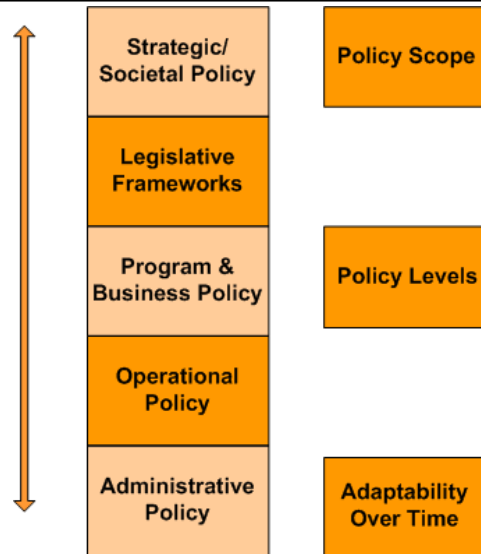 Strategic/
Societal Policy
Policy Scope
Legislative
Frameworks
Program &
Business Policy
Policy Levels
Operational
Policy
Administrative
Policy
Adaptability
Over Time